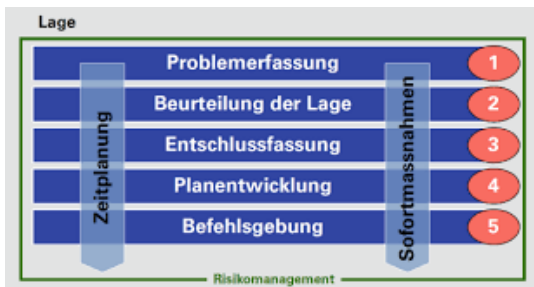 Lage
Problemerfassung 1
Beurteilung der Lage 2
Entschlussfassung 3
Planentwicklung 4
Befehlsgebung 5
Zeitplanung
Sofortmassnahmen
Risikomanagement